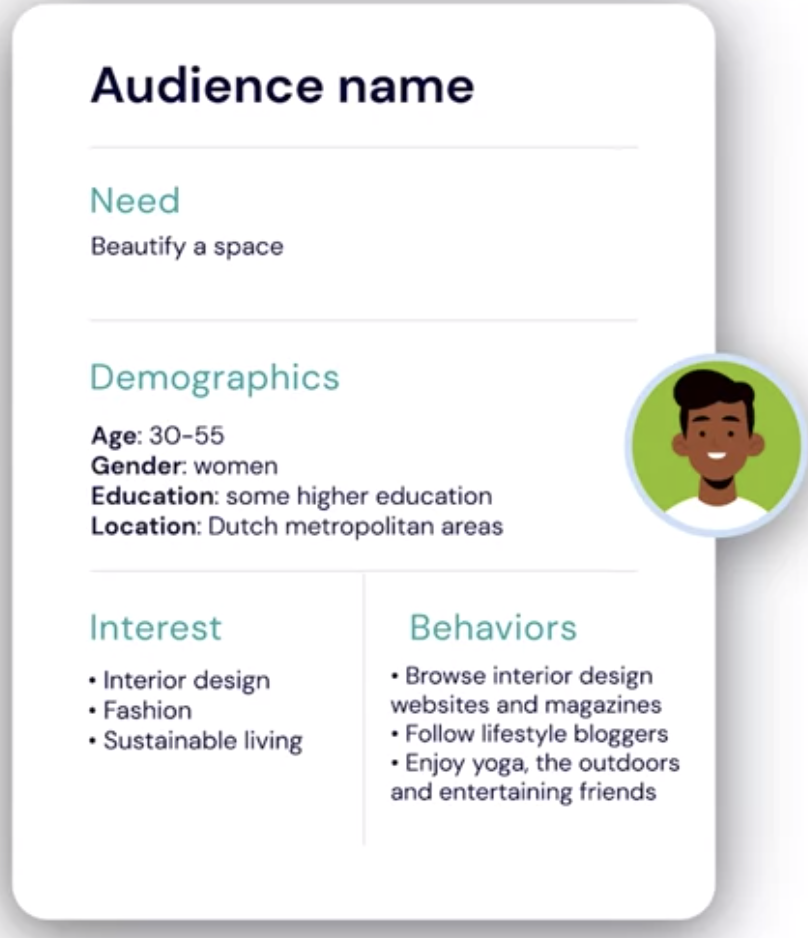 Audience name
Need
Beautify a space
Demographics
Age: 30-55
Gender: women
Education: some higher education
Location: Dutch metropolitan areas
Interest
• Interior design
• Fashion
• Sustainable living
Behaviors
• Browse interior design
websites and magazines
• Follow lifestyle bloggers
• Enjoy yoga, the outdoors
and entertaining friends